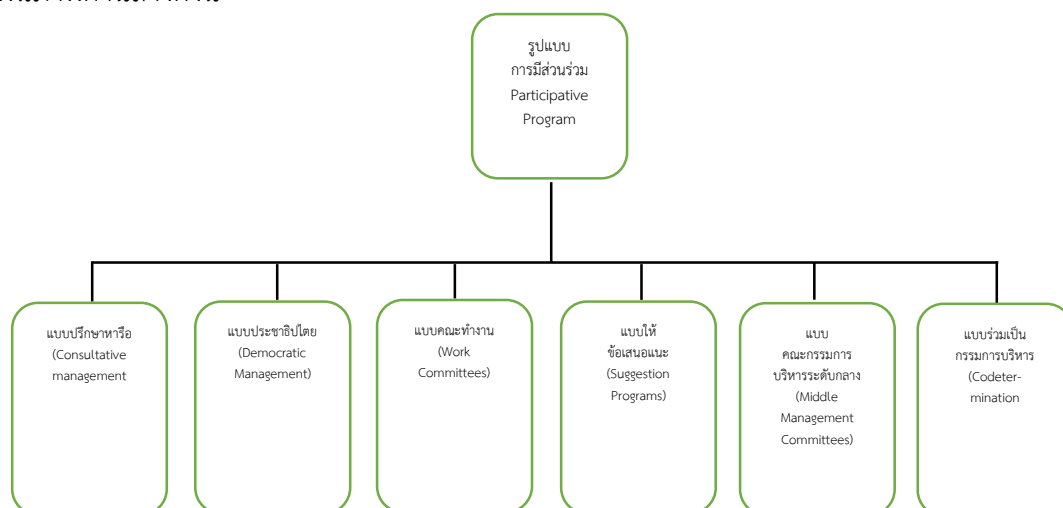 รูปแบบ
การมีส่วนร่วม
Participative
Program
แบบปรึกษาหารือ
(Consultative
management
แบบประชาธิปไตย
(Democratic
Management)
แบบคณะทำงาน
(Work
Committees)
แบบให้
ข้อเสนอแนะ
(Suggestion
Programs)
แบบ
คณะกรรมการ
บริหารระดับกลาง
(Middle
Management
Committees)
แบบร่วมเป็น
กรรมการบริหาร
(Codeter-
mination